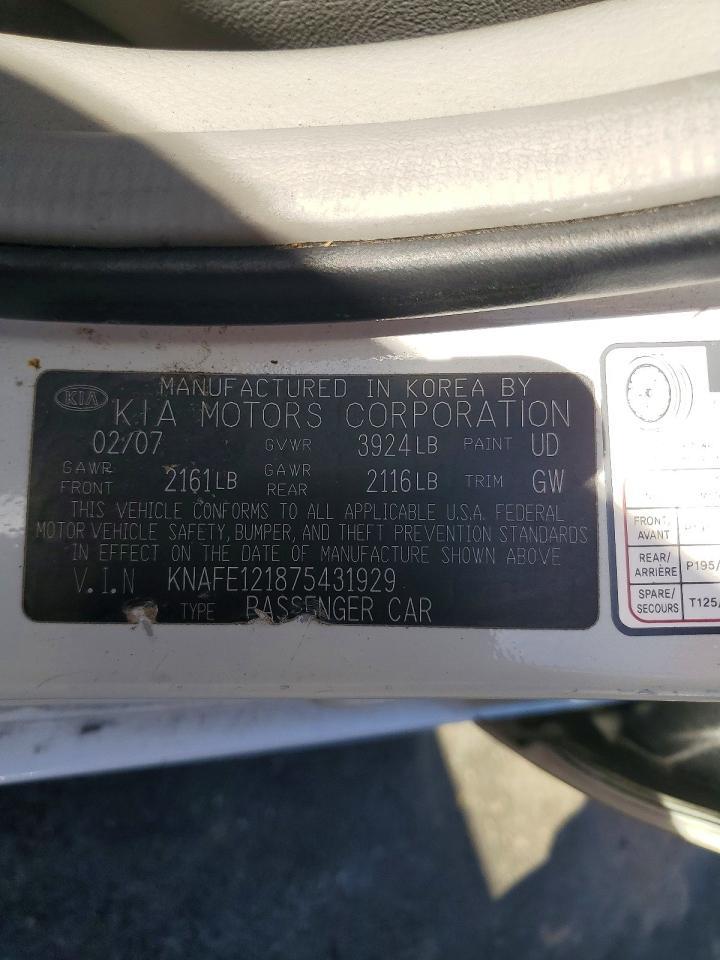 KIA
MANUFACTURED IN KOREA BY
KIA MOTORS CORPORATION
02/07 GVWR 3924LB PAINT UD
GAWR FRONT 2161LB GAWR REAR 2116LB TRIM GW
THIS VEHICLE CONFORMS TO ALL APPLICABLE U.S.A. FEDERAL
MOTOR VEHICLE SAFETY, BUMPER, AND THEFT PREVENTION STANDARDS
IN EFFECT ON THE DATE OF MANUFACTURE SHOWN ABOVE
V.I.N KNAFE121875431929
TYPE PASSENGER CAR
FRONT/
AVANT
REAR/
ARRIÈRE P195/
SPARE/
SECOURS T125/